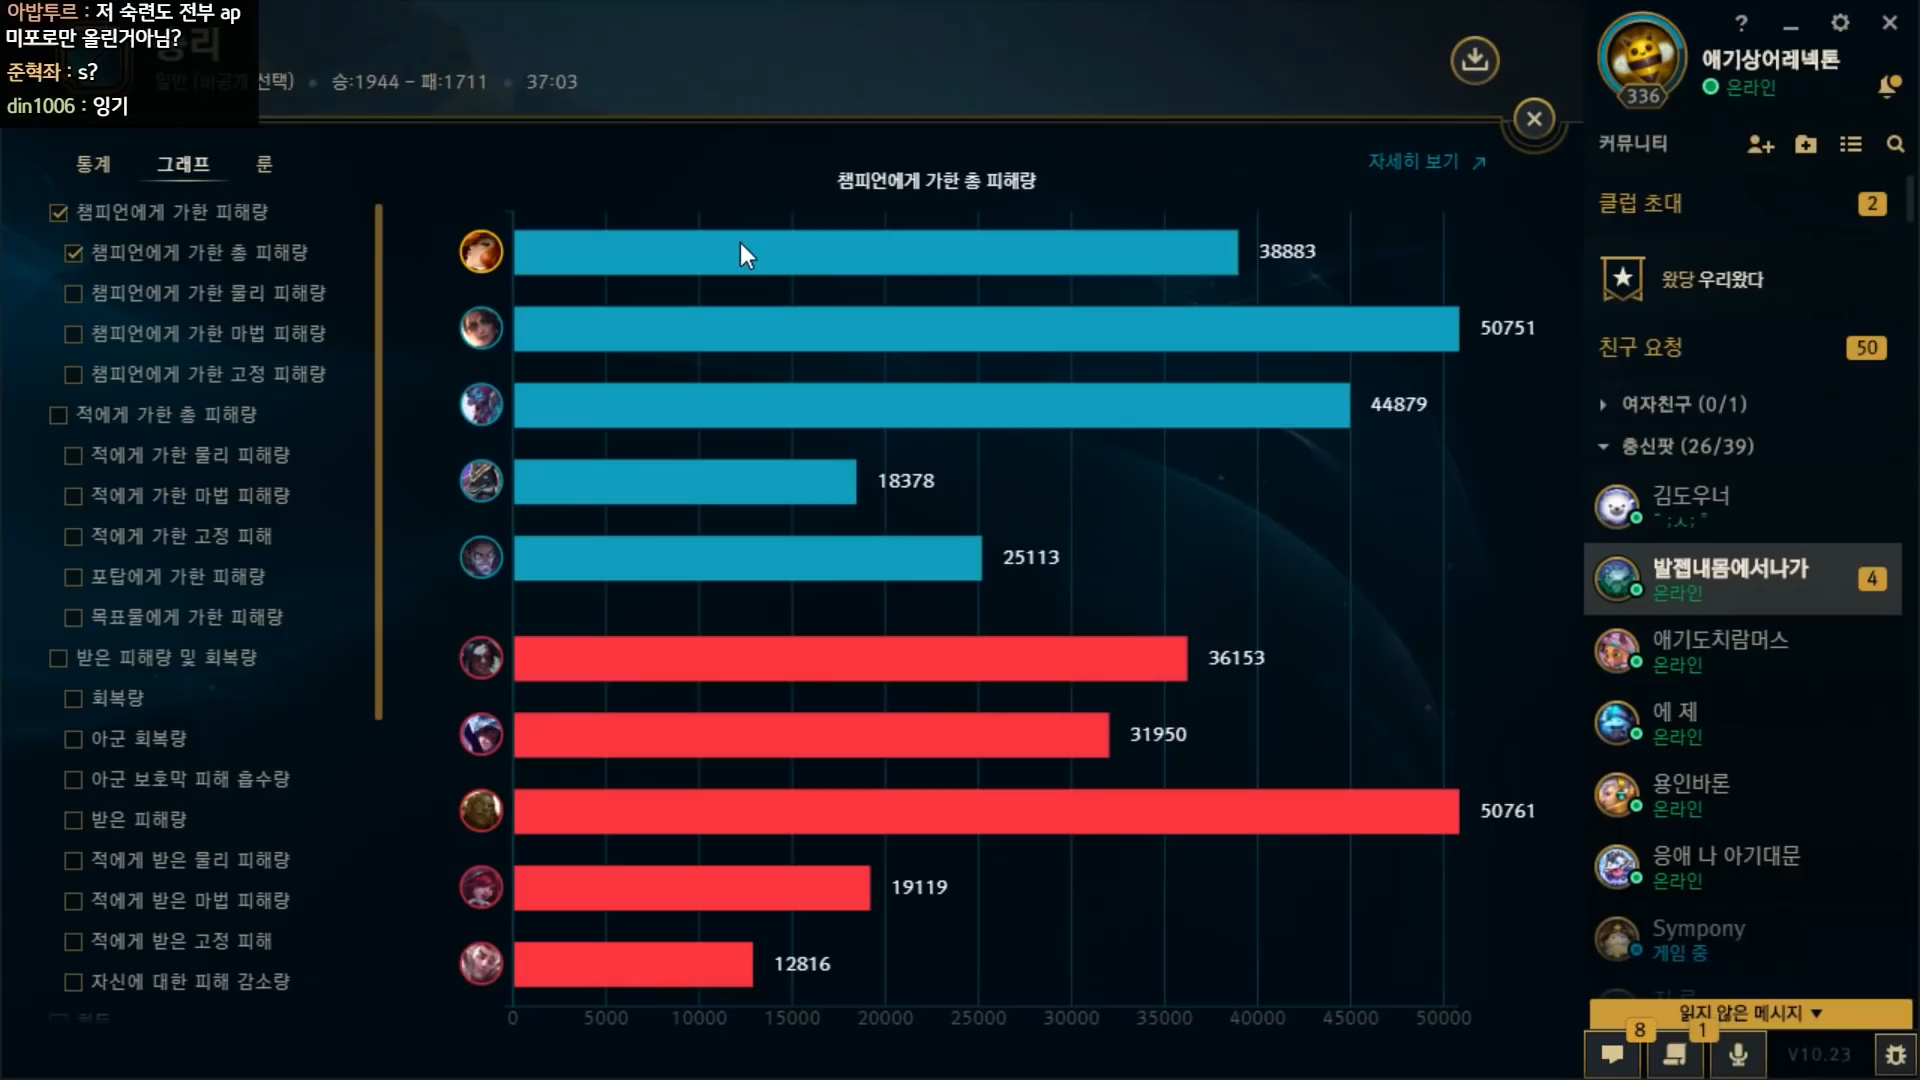 아밥투르 : 저 숙련도 전부 ap
미포로만 올린거아님?
준혁좌 : s?
din1006 : 잉기
승리
일반 (비공개 선택) • 승:1944 - 패:1711 • 37:03
통계 그래프 룬
자세히 보기
챔피언에게 가한 총 피해량
챔피언에게 가한 피해량
챔피언에게 가한 총 피해량
챔피언에게 가한 물리 피해량
챔피언에게 가한 마법 피해량
챔피언에게 가한 고정 피해량
적에게 가한 총 피해량
적에게 가한 물리 피해량
적에게 가한 마법 피해량
적에게 가한 고정 피해
포탑에게 가한 피해량
목표물에게 가한 피해량
받은 피해량 및 회복량
회복량
아군 회복량
아군 보호막 피해 흡수량
받은 피해량
적에게 받은 물리 피해량
적에게 받은 마법 피해량
적에게 받은 고정 피해
자신에 대한 피해 감소량
38883
50751
44879
18378
25113
36153
31950
50761
19119
12816
0 5000 10000 15000 20000 25000 30000 35000 40000 45000 50000
336
애기상어레넥톤
온라인
커뮤니티
클럽 초대 2
왔당 우리왔다
친구 요청 50
여자친구 (0/1)
충신팟 (26/39)
김도우너
발젭내몸에서나가
온라인
4
애기도치람머스
온라인
에 제
온라인
용인바론
온라인
응애 나 아기대문
온라인
Sympony
게임 중
읽지 않은 메시지 ▼
8 1
V10.23